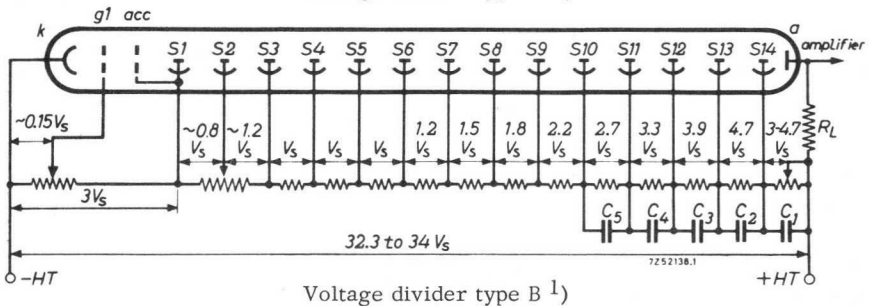 k g1 acc S1 S2 S3 S4 S5 S6 S7 S8 S9 S10 S11 S12 S13 S14 a amplifier
~0.15Vs ~0.8 Vs ~1.2 Vs Vs Vs Vs 1.2 Vs 1.5 Vs 1.8 Vs 2.2 Vs 2.7 Vs 3.3 Vs 3.9 Vs 4.7 Vs 3-4.7 Vs RL
3Vs C5 C4 C3 C2 C1
32.3 to 34 Vs
7Z52138.1
-HT +HT
Voltage divider type B 1)